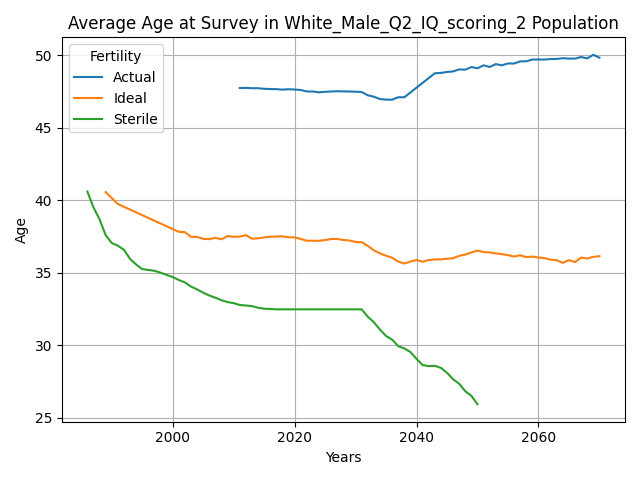 Average Age at Survey in White_Male_Q2_IQ_scoring_2 Population
Fertility
Actual
Ideal
Sterile
Age
50
45
40
35
30
25
2000
2020
2040
2060
Years